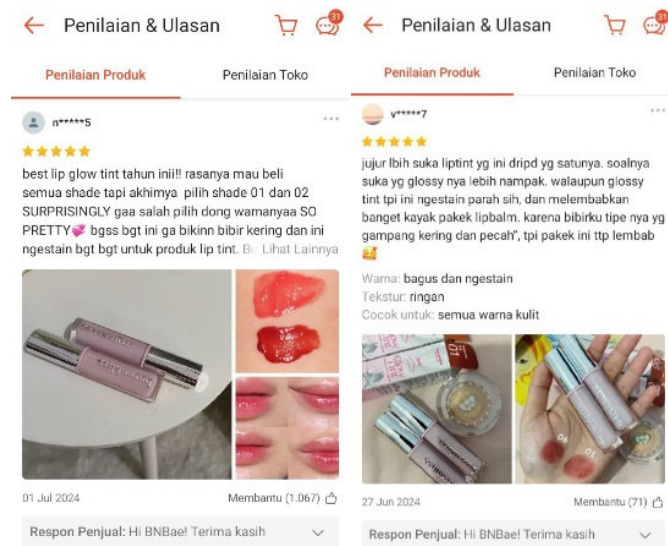 Penilaian & Ulasan
31
Penilaian Produk
Penilaian Toko
n*****5
best lip glow tint tahun inii!! rasanya mau beli
semua shade tapi akhirnya pilih shade 01 dan 02
SURPRISINGLY gaa salah pilih dong warnanyaa SO
PRETTY💞 bgss bgt ini ga bikinn bibir kering dan ini
ngestain bgt bgt untuk produk lip tint. Lihat Lainnya
01 Jul 2024
Membantu (1.067)
Respon Penjual: Hi BNBae! Terima kasih
Penilaian & Ulasan
31
Penilaian Produk
Penilaian Toko
v*****7
jujur lbih suka liptint yg ini dripd yg satunya. soalnya
suka yg glossy nya lebih nampak. walaupun glossy
tint tpi ini ngestain parah sih, dan melembabkan
banget kayak pakek lipbalm. karena bibirku tipe nya yg
gampang kering dan pecah", tpi pakek ini ttp lembab
🥰
Warna: bagus dan ngestain
Tekstur: ringan
Cocok untuk: semua warna kulit
01
06
01
27 Jun 2024
Membantu (71)
Respon Penjual: Hi BNBae! Terima kasih